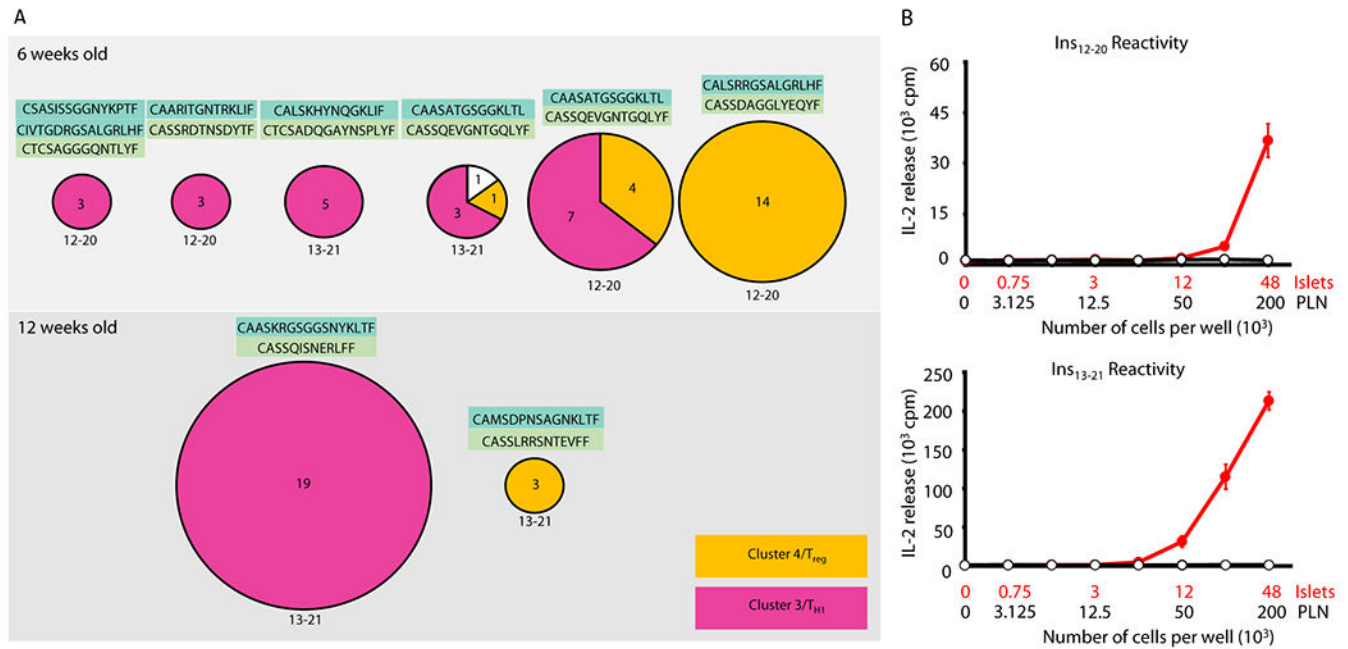 A
6 weeks old
CSASISSGGNYKPTF
CIVTGDRGSALGRLHF
CTCSAGGGQNTLYF
3
12-20
CAARITGNTRKLIF
CASSRDTNSDYTF
3
12-20
CALSKHYNQGKLIF
CTCSADQGAYNSPLYF
5
13-21
CAASATGSGGKLTL
CASSQEVGNTGQLYF
1
1
3
13-21
CAASATGSGGKLTL
CASSQEVGNTGQLYF
4
7
12-20
CALSRRGSALGRLHF
CASSDAGGLYEQYF
14
12-20
12 weeks old
CAASKRGSGGSNYKLTF
CASSQISNERLFF
19
13-21
CAMSDPNSAGNKLTF
CASSLRRSNTEVFF
3
13-21
Cluster 4/Treg
Cluster 3/TH1
B
Ins12-20 Reactivity
IL-2 release (10³ cpm)
60
45
30
15
0
0 0.75 3 12 48 Islets
0 3.125 12.5 50 200 PLN
Number of cells per well (10³)
Ins13-21 Reactivity
IL-2 release (10³ cpm)
250
200
150
100
50
0
0 0.75 3 12 48 Islets
0 3.125 12.5 50 200 PLN
Number of cells per well (10³)